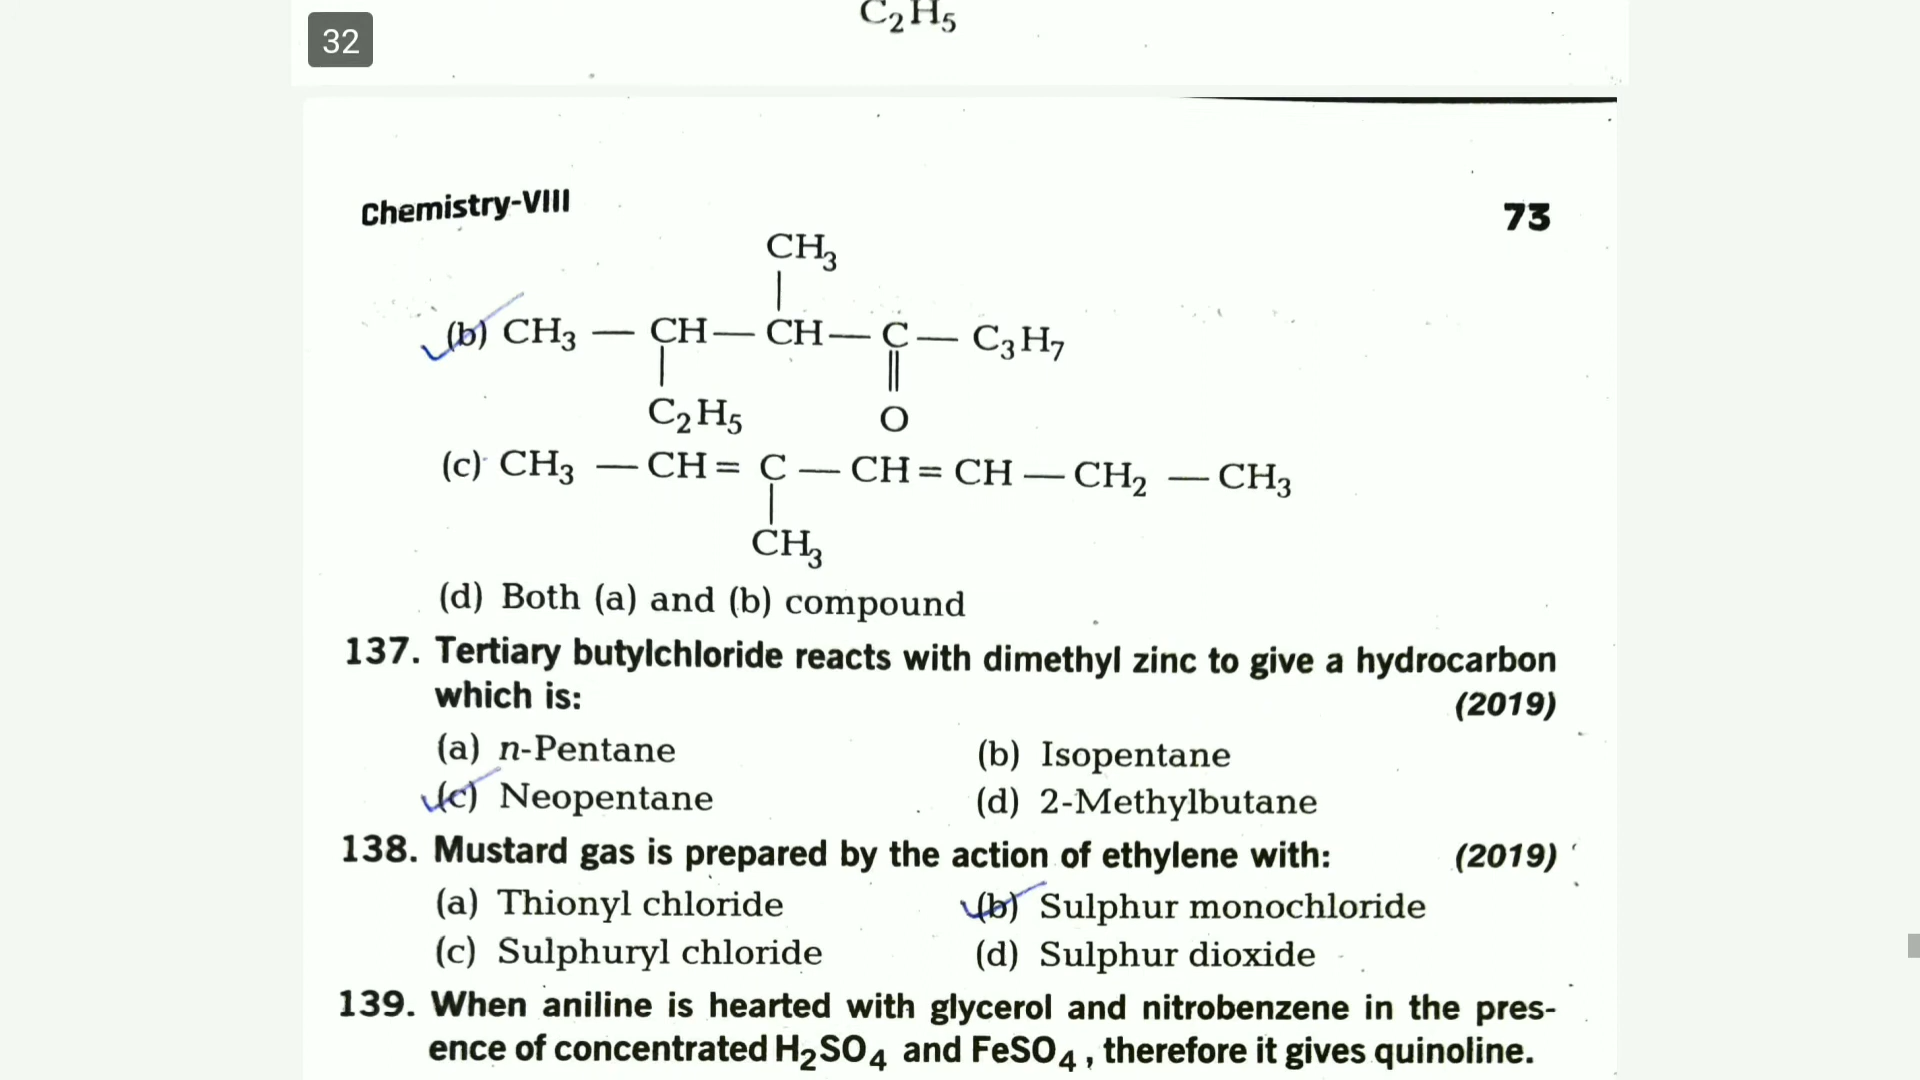 C₂H₅
32
Chemistry-VIII
73
CH₃
(b) CH₃ — CH — CH — C — C₃H₇
C₂H₅ O
(c) CH₃ — CH = C — CH = CH — CH₂ — CH₃
CH₃
(d) Both (a) and (b) compound
137. Tertiary butylchloride reacts with dimethyl zinc to give a hydrocarbon
which is: (2019)
(a) n-Pentane (b) Isopentane
(c) Neopentane (d) 2-Methylbutane
138. Mustard gas is prepared by the action of ethylene with: (2019)
(a) Thionyl chloride (b) Sulphur monochloride
(c) Sulphuryl chloride (d) Sulphur dioxide
139. When aniline is hearted with glycerol and nitrobenzene in the pres-
ence of concentrated H₂SO₄ and FeSO₄, therefore it gives quinoline.